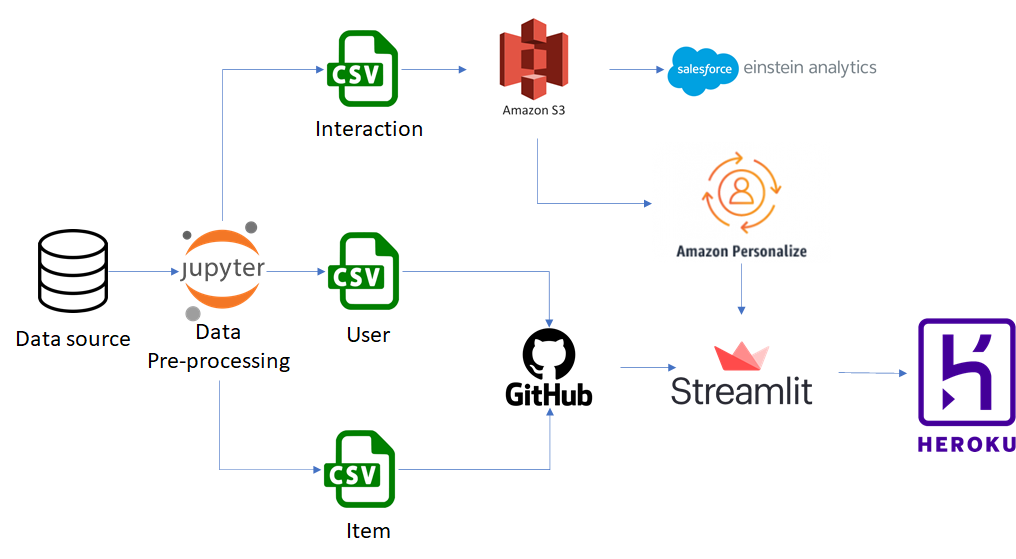 CSV
Interaction
Amazon S3
salesforce einstein analytics
Amazon Personalize
Data source
jupyter
Data
Pre-processing
CSV
User
GitHub
Streamlit
HEROKU
CSV
Item